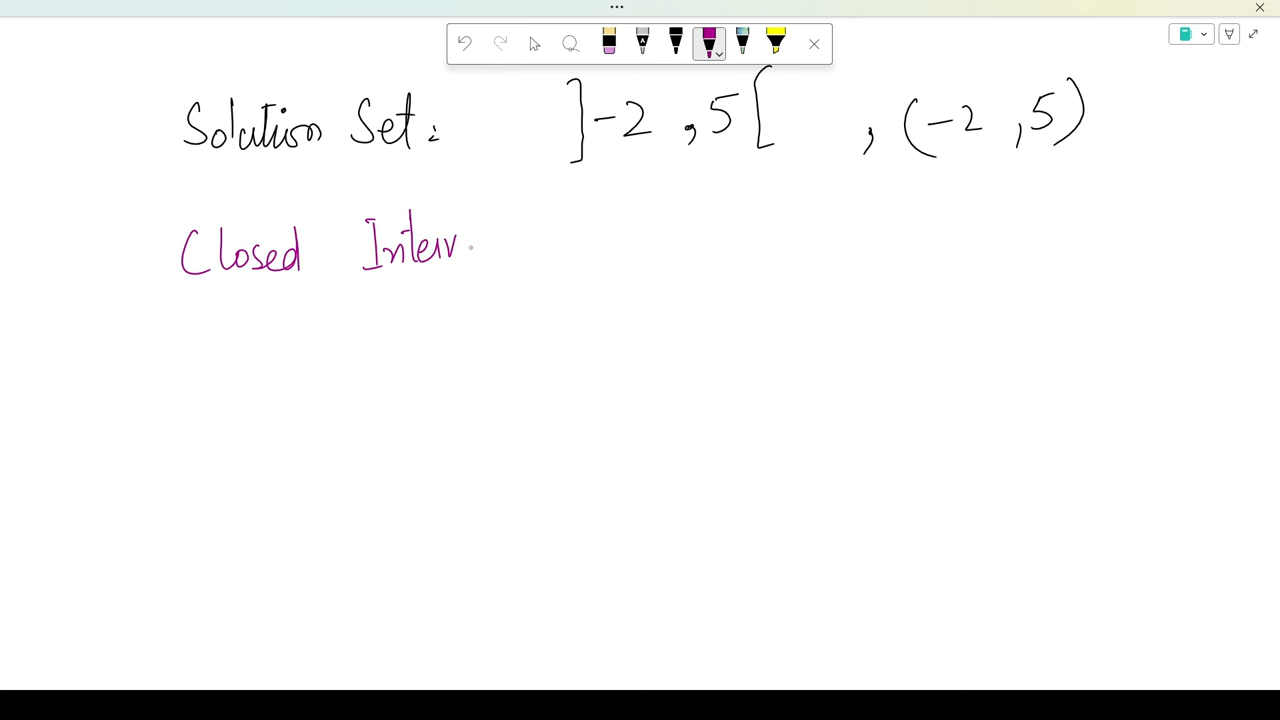 Solution Set: ]-2, 5[ , (-2, 5)
Closed Interv